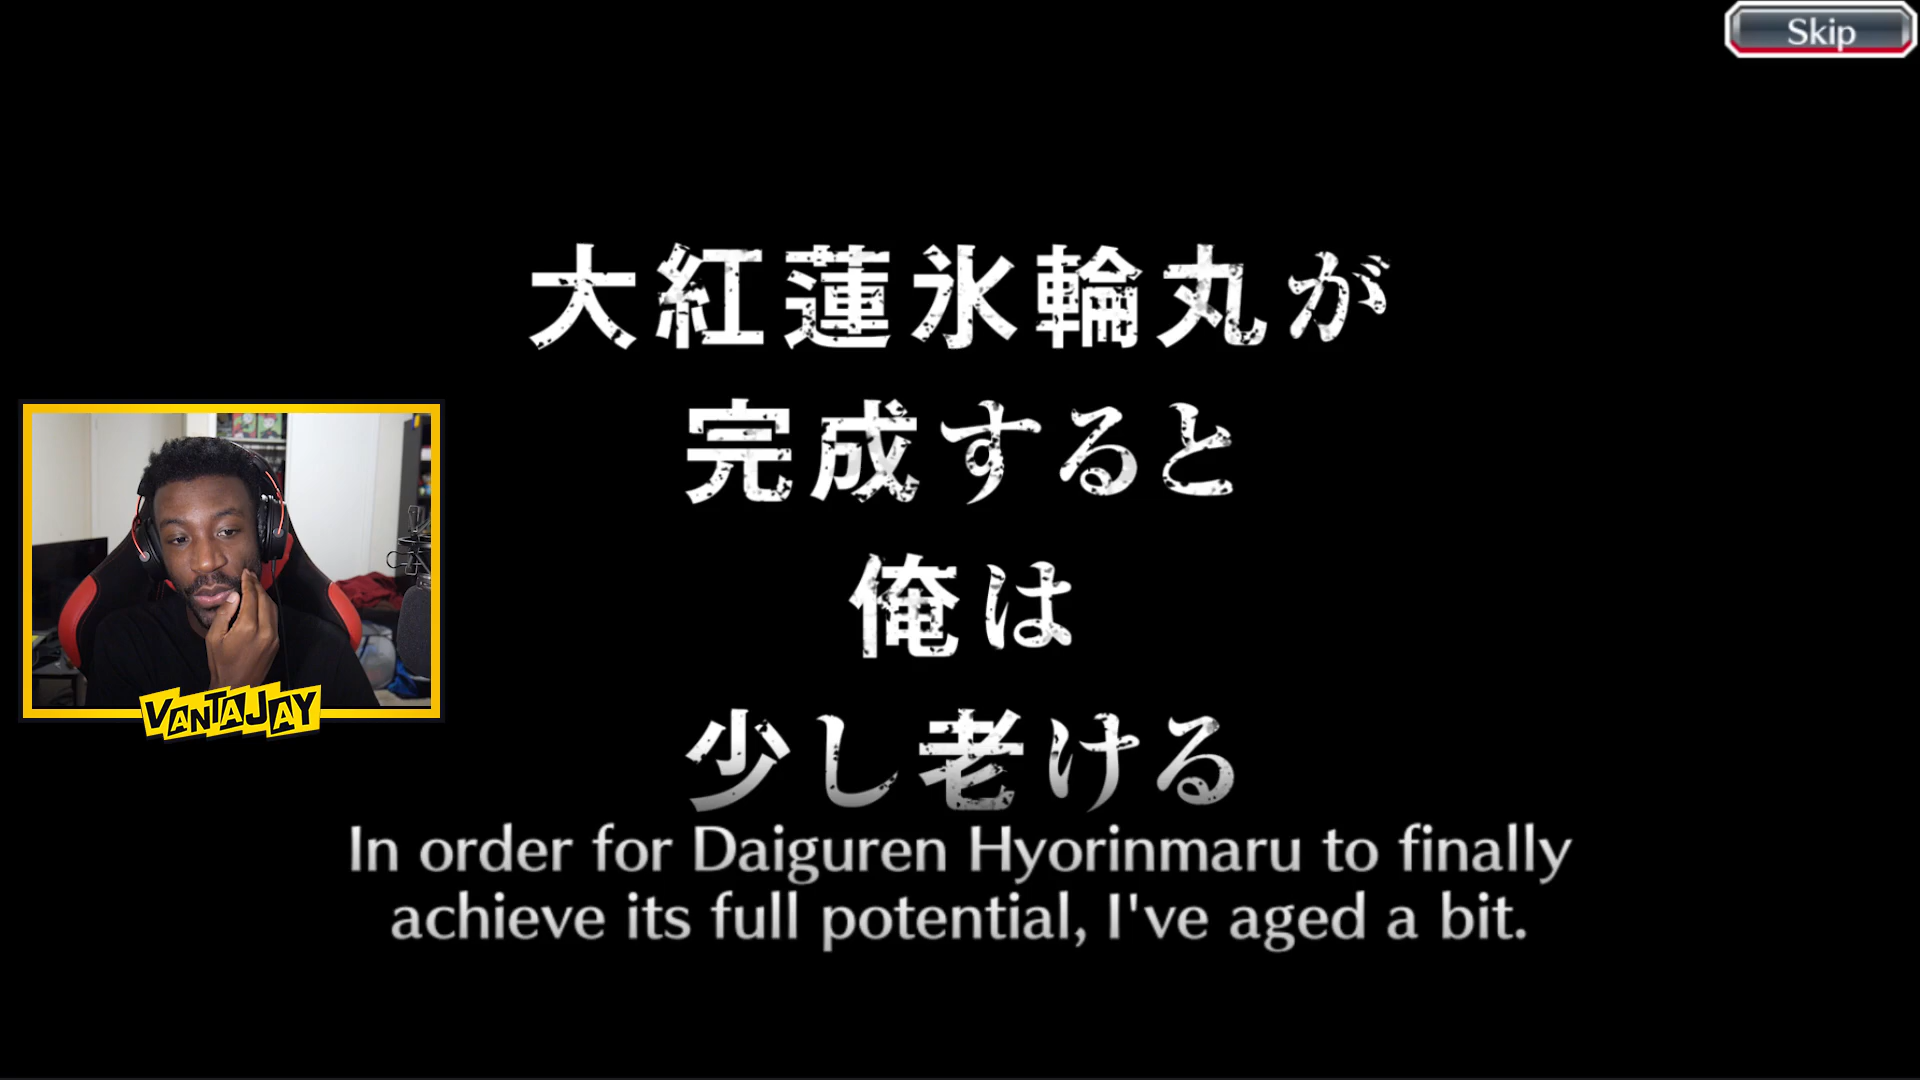 Skip
大紅蓮氷輪丸が
完成すると
俺は
少し老ける
VANTAJAY
In order for Daiguren Hyorinmaru to finally
achieve its full potential, I've aged a bit.